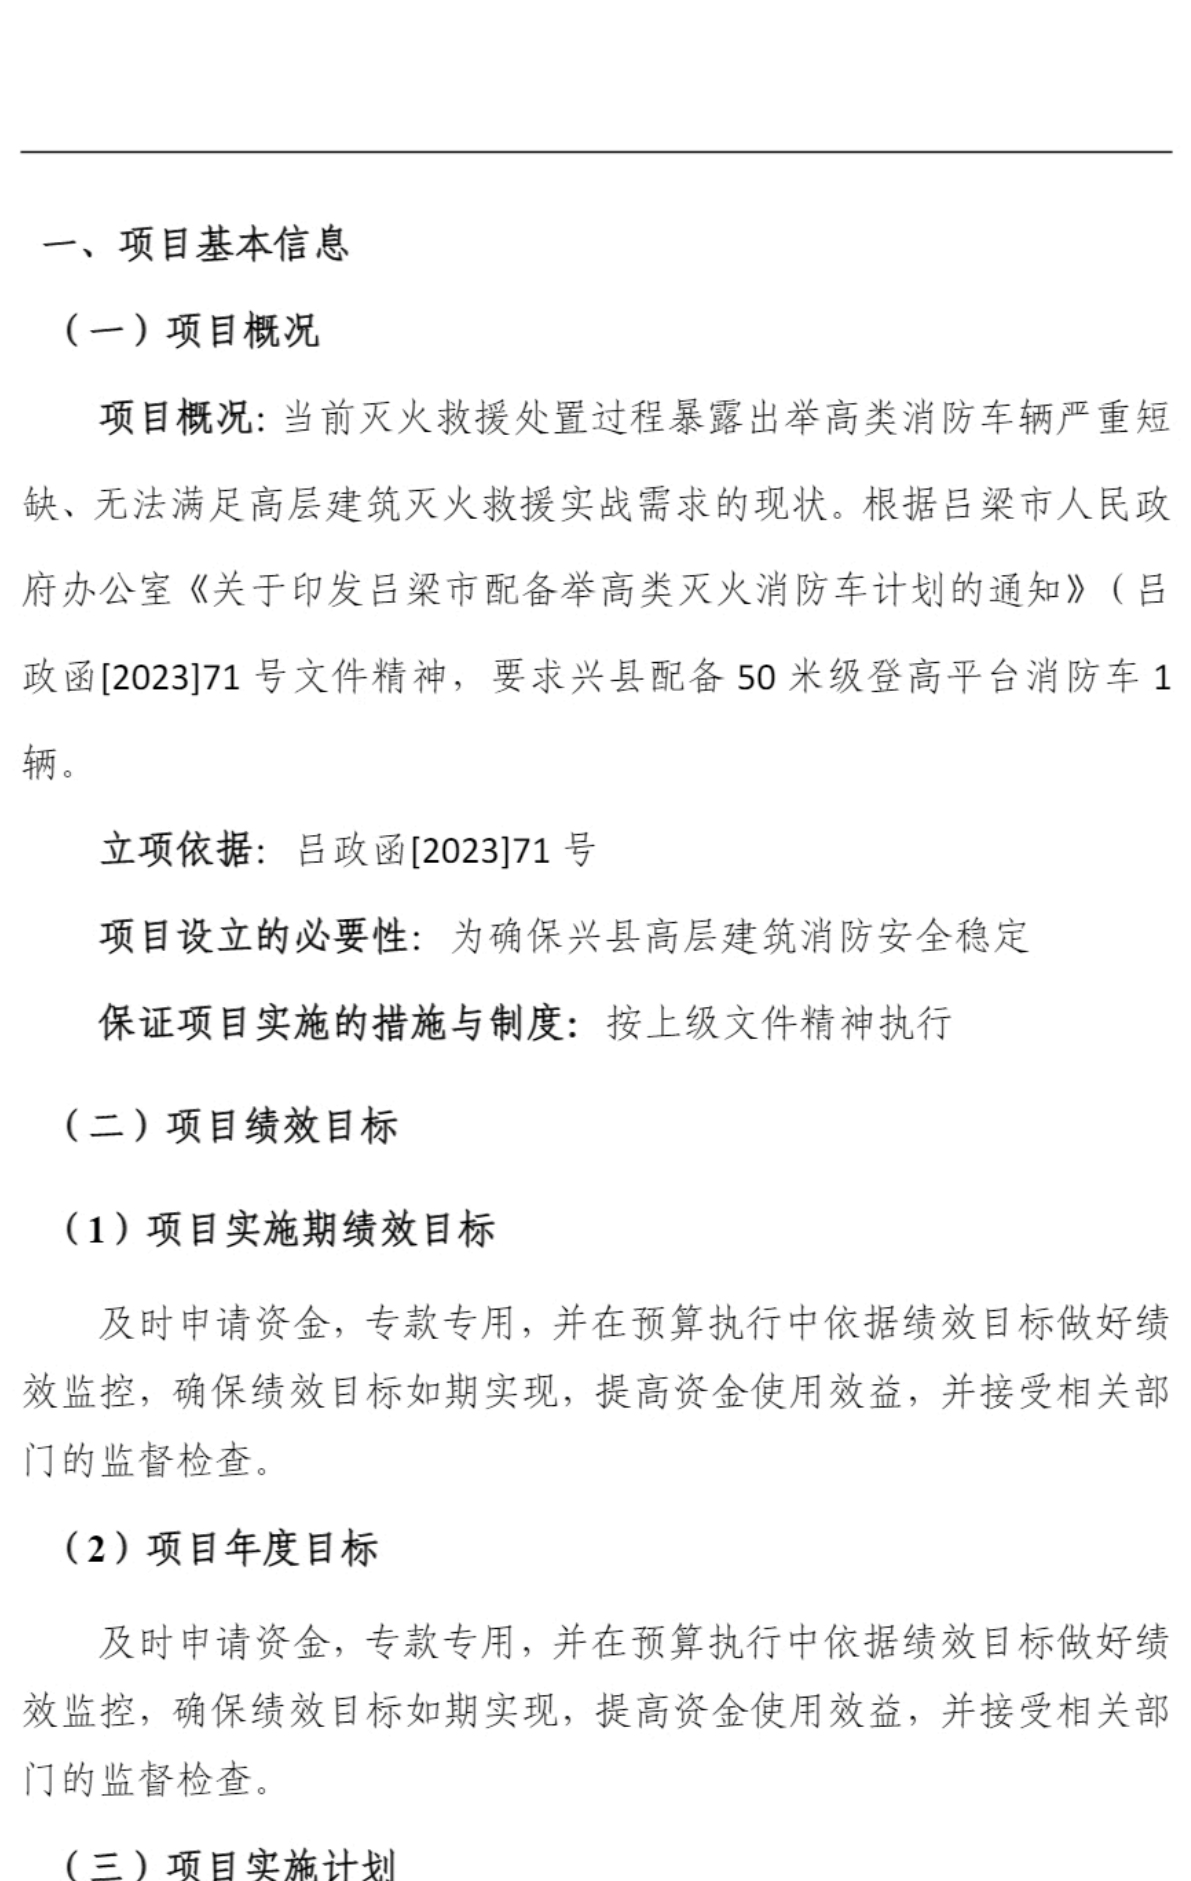 一、项目基本信息
（一）项目概况
项目概况：当前灭火救援处置过程暴露出举高类消防车辆严重短
缺、无法满足高层建筑灭火救援实战需求的现状。根据吕梁市人民政
府办公室《关于印发吕梁市配备举高类灭火消防车计划的通知》（吕
政函[2023]71 号文件精神，要求兴县配备 50 米级登高平台消防车 1
辆。
立项依据：吕政函[2023]71 号
项目设立的必要性：为确保兴县高层建筑消防安全稳定
保证项目实施的措施与制度：按上级文件精神执行
（二）项目绩效目标
（1）项目实施期绩效目标
及时申请资金，专款专用，并在预算执行中依据绩效目标做好绩
效监控，确保绩效目标如期实现，提高资金使用效益，并接受相关部
门的监督检查。
（2）项目年度目标
及时申请资金，专款专用，并在预算执行中依据绩效目标做好绩
效监控，确保绩效目标如期实现，提高资金使用效益，并接受相关部
门的监督检查。
（三）项目实施计划